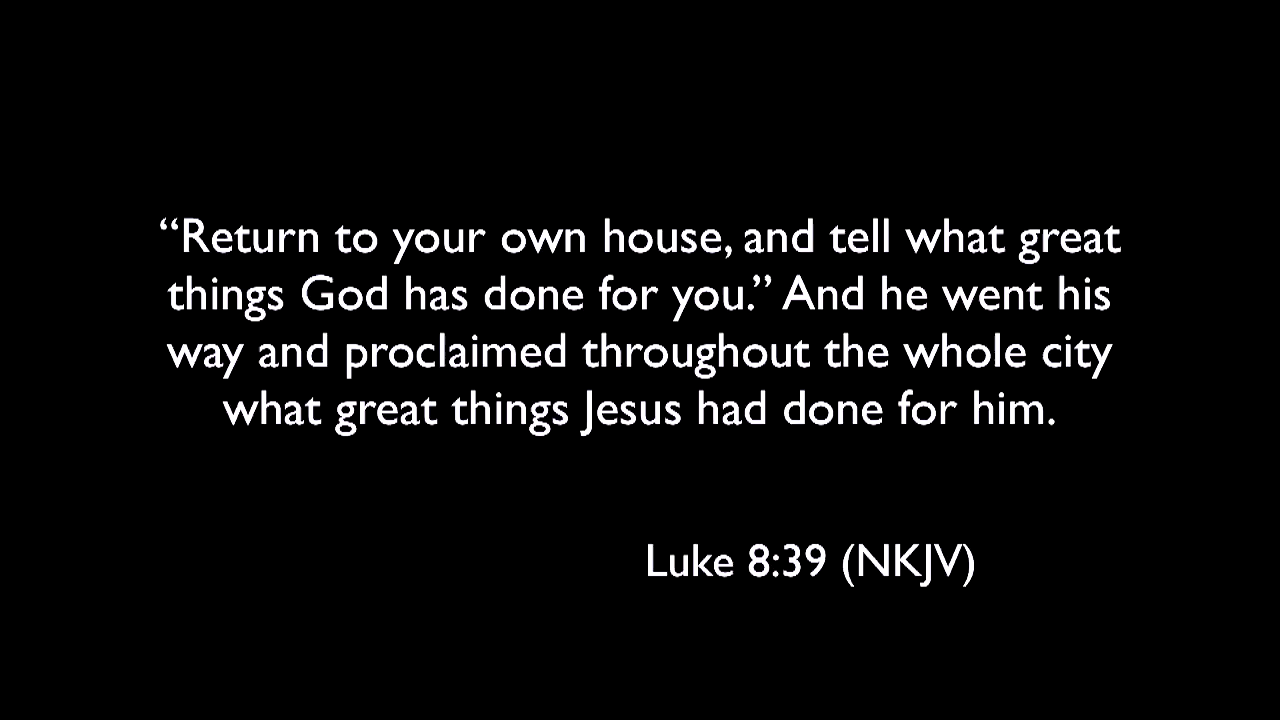 “Return to your own house, and tell what great
things God has done for you.” And he went his
way and proclaimed throughout the whole city
what great things Jesus had done for him.
Luke 8:39 (NKJV)